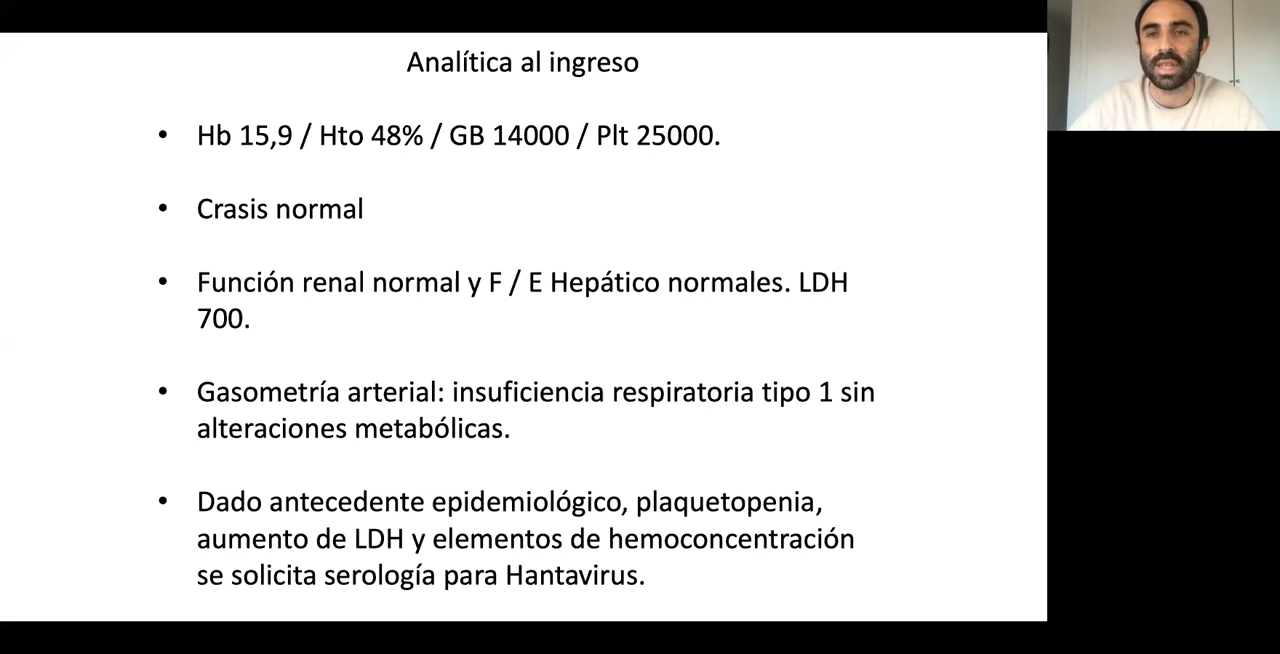 Analítica al ingreso
• Hb 15,9 / Hto 48% / GB 14000 / Plt 25000.
• Crasis normal
• Función renal normal y F / E Hepático normales. LDH
700.
• Gasometría arterial: insuficiencia respiratoria tipo 1 sin
alteraciones metabólicas.
• Dado antecedente epidemiológico, plaquetopenia,
aumento de LDH y elementos de hemoconcentración
se solicita serología para Hantavirus.